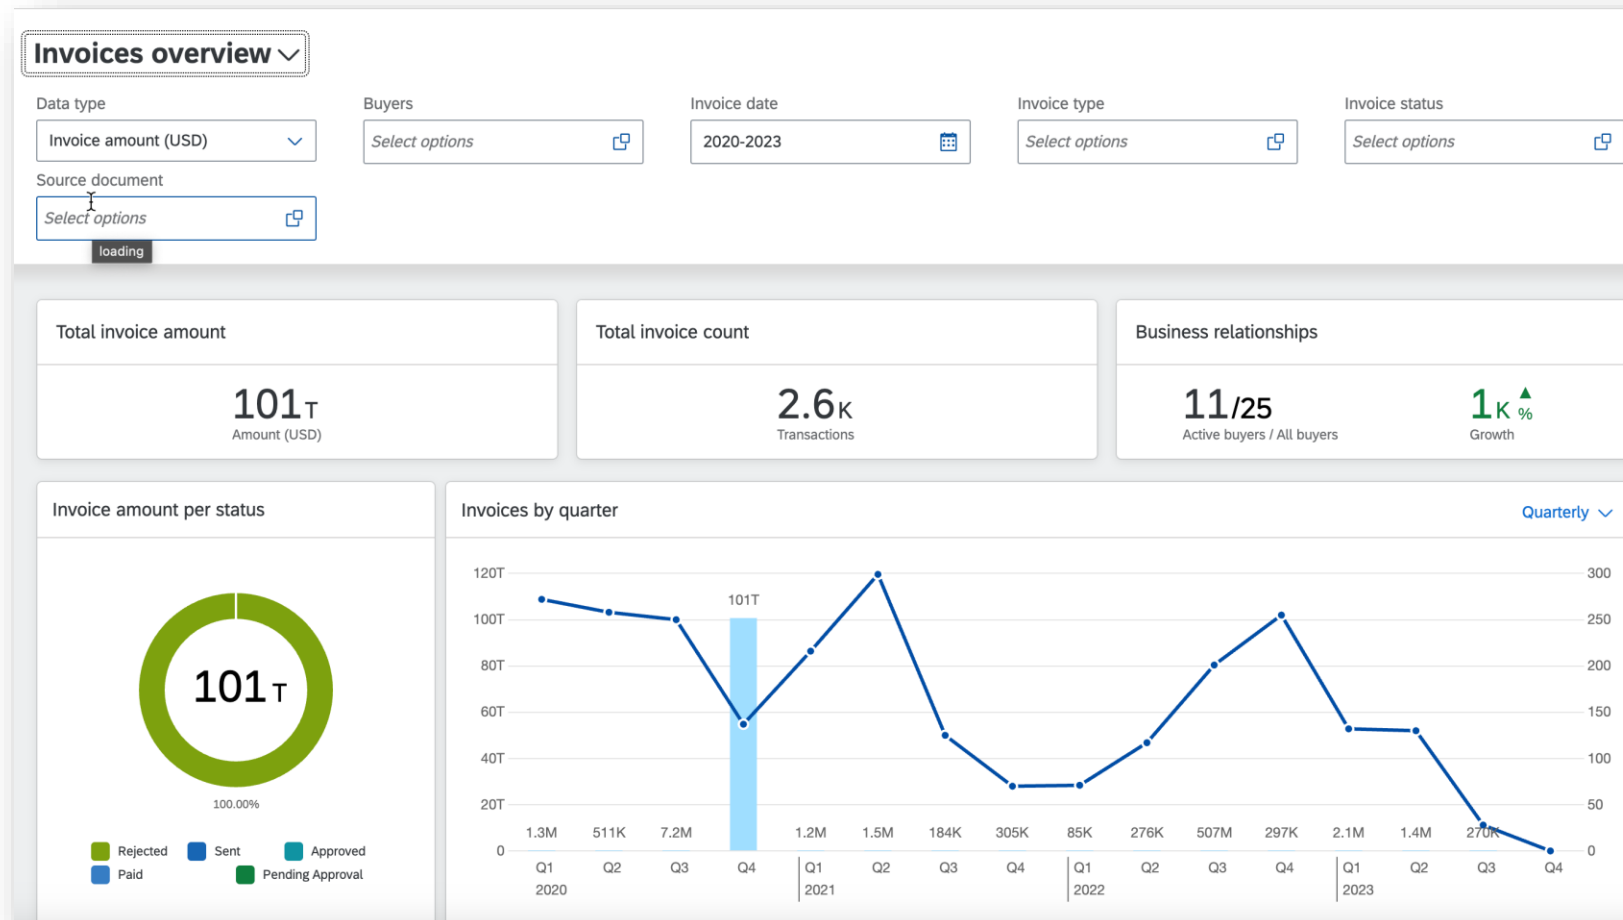 Invoices overview
Data type
Invoice amount (USD)
Buyers
Select options
Invoice date
2020-2023
Invoice type
Select options
Invoice status
Select options
Source document
Select options
loading
Total invoice amount
101T
Amount (USD)
Total invoice count
2.6K
Transactions
Business relationships
11/25
Active buyers / All buyers
1K %
Growth
Invoice amount per status
101T
100.00%
Rejected Sent Approved
Paid Pending Approval
Invoices by quarter
Quarterly
120T 300
101T
100T 250
80T 200
60T 150
40T 100
20T 50
1.3M 511K 7.2M 1.2M 1.5M 184K 305K 85K 276K 507M 297K 2.1M 1.4M 270K
0 0
Q1 Q2 Q3 Q4 Q1 Q2 Q3 Q4 Q1 Q2 Q3 Q4 Q1 Q2 Q3 Q4
2020 2021 2022 2023